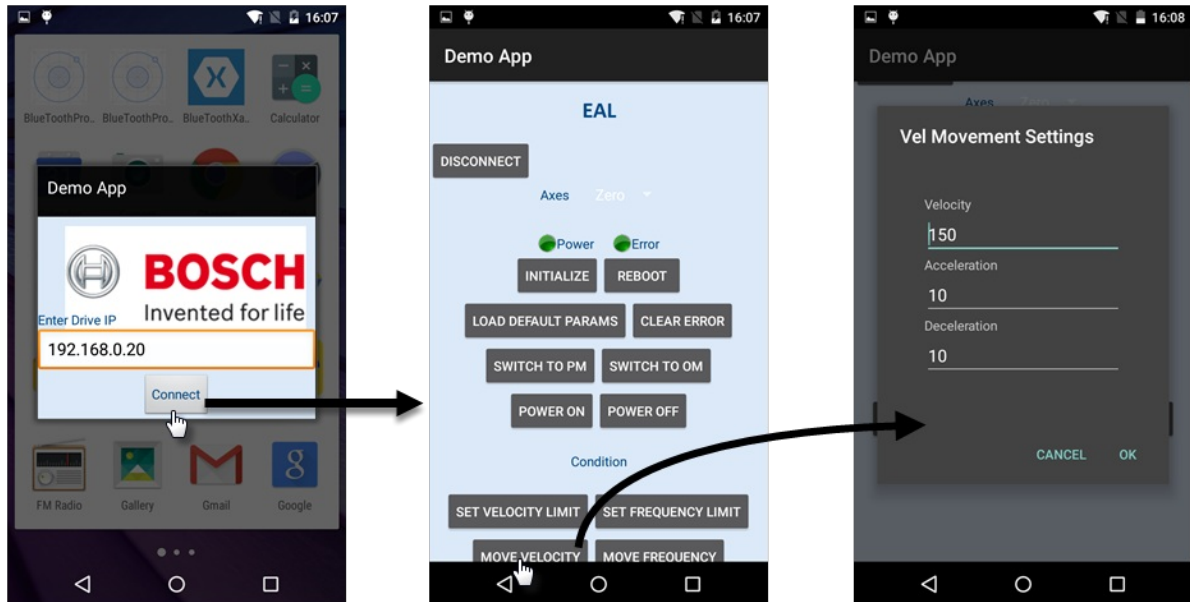 16:07
BlueToothPro..
BlueToothPro..
BlueToothXa..
Calculator
Demo App
BOSCH
Invented for life
Enter Drive IP
192.168.0.20
Connect
FM Radio
Gallery
Gmail
Google
16:07
Demo App
EAL
DISCONNECT
Axes Zero
Power Error
INITIALIZE REBOOT
LOAD DEFAULT PARAMS CLEAR ERROR
SWITCH TO PM SWITCH TO OM
POWER ON POWER OFF
Condition
SET VELOCITY LIMIT SET FREQUENCY LIMIT
MOVE VELOCITY MOVE FREQUENCY
16:08
Demo App
Axes Zero
Vel Movement Settings
Velocity
150
Acceleration
10
Deceleration
10
CANCEL OK